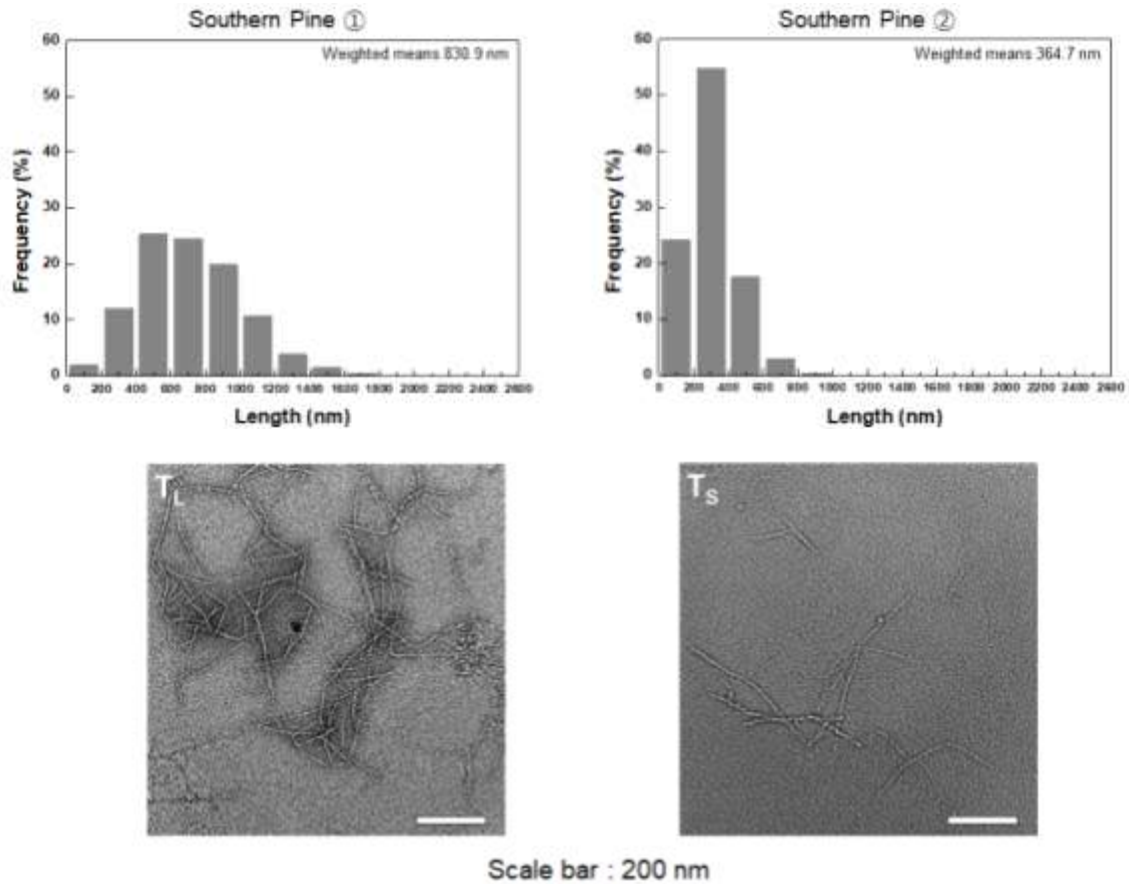 Southern Pine ①
Weighted means 830.9 nm
60
50
40
30
20
10
0
Frequency (%)
0 200 400 600 800 1000 1200 1400 1600 1800 2000 2200 2400 2600
Length (nm)
Southern Pine ②
Weighted means 364.7 nm
60
50
40
30
20
10
0
Frequency (%)
0 200 400 600 800 1000 1200 1400 1600 1800 2000 2200 2400 2600
Length (nm)
TL
TS
Scale bar : 200 nm